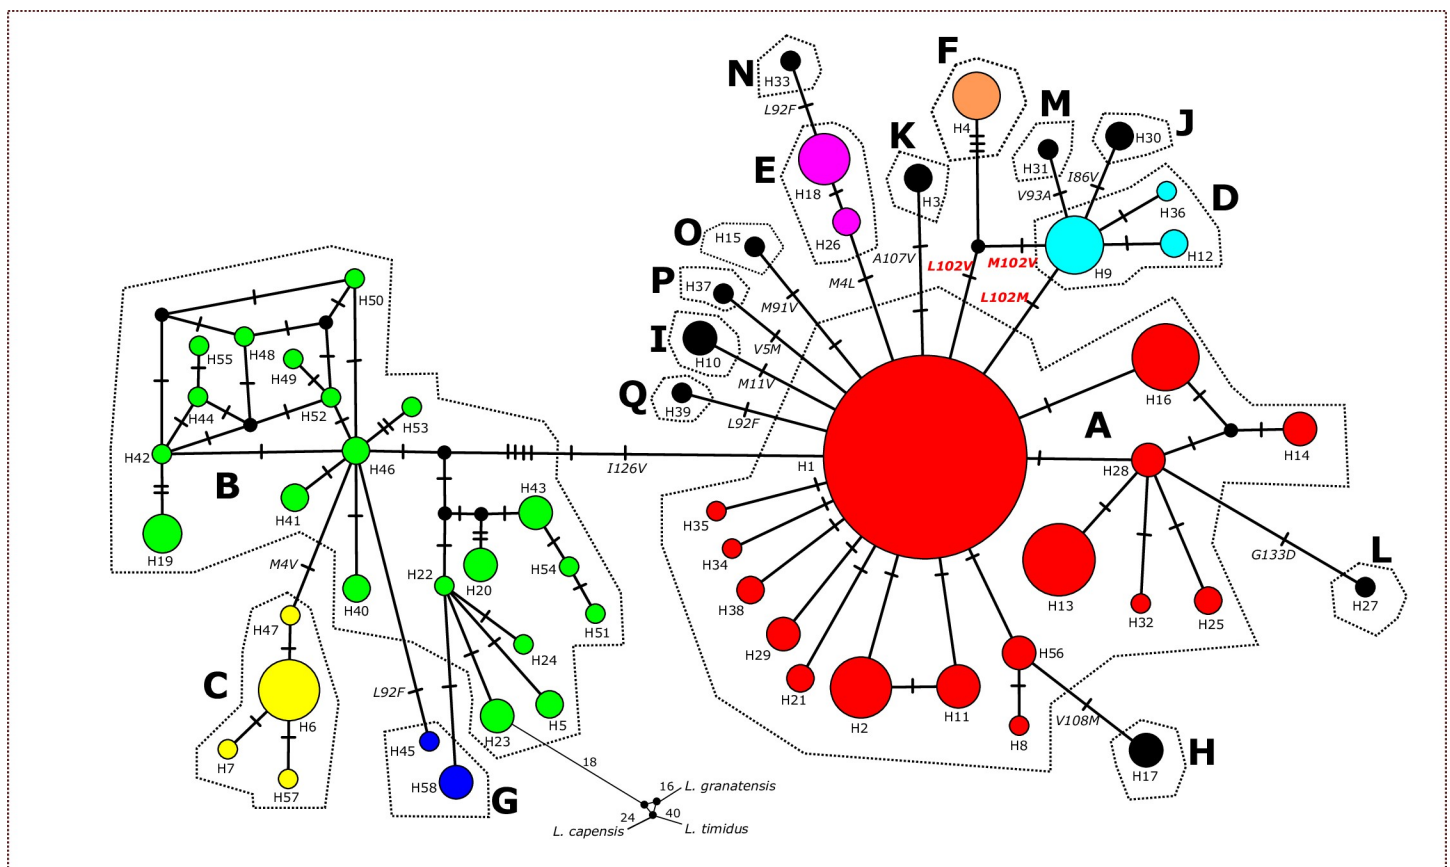 N
H33
L92F
F
H4
M
H31
V93A
J
H30
I86V
K
H3
A107V
E
H18
H26
M4L
D
H36
H12
H9
L102V
M102V
L102M
O
H15
M91V
P
H37
V5M
I
H10
M11V
Q
H39
L92F
H50
H55
H48
H49
H44
H52
H53
H42
H46
B
H41
H19
I126V
H1
A
H16
H28
H14
H43
H35
H34
H54
H22
H20
H38
H13
H32
H25
G133D
L
H27
M4V
H40
H51
H47
H24
H29
H56
C
H6
L92F
H5
H21
H23
H2
H11
H8
V108M
H17
H
H7
H45
H57
H58
G
18
16
L. granatensis
24
40
L. capensis
L. timidus